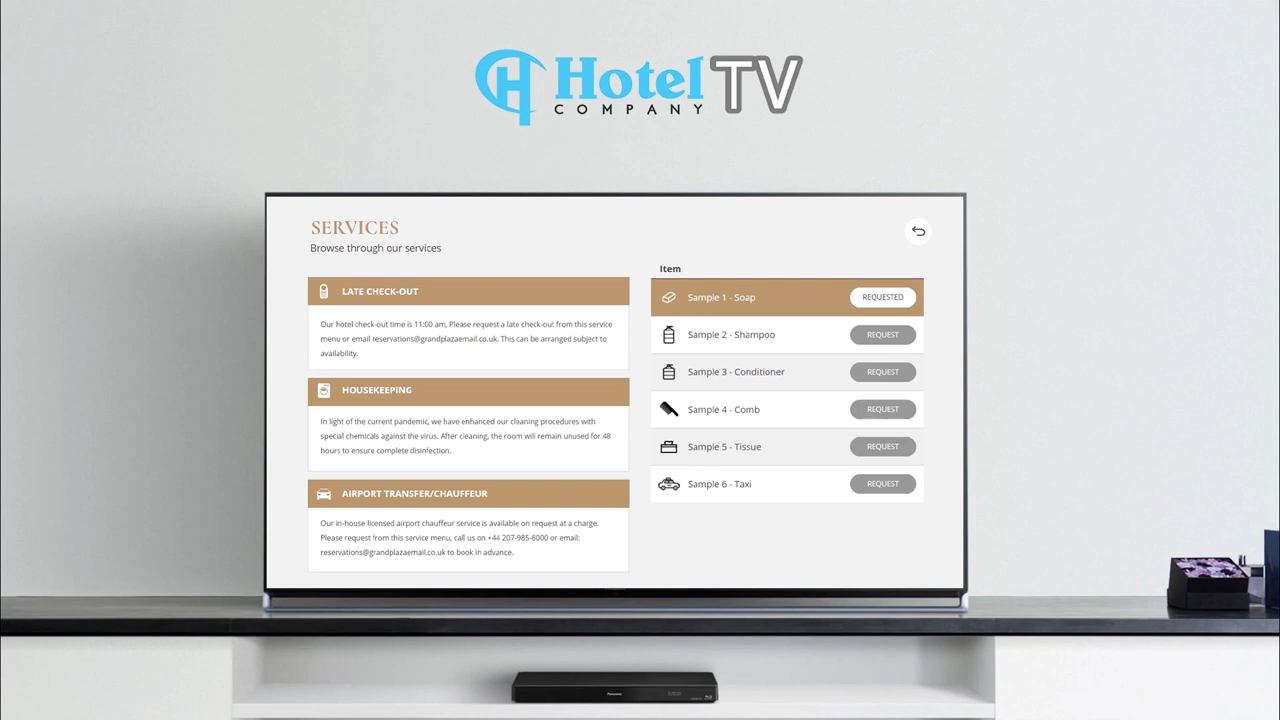 Hotel TV
COMPANY
SERVICES
Browse through our services
LATE CHECK-OUT
Our hotel check-out time is 11:00 am, Please request a late check-out from this service
menu or email reservations@grandplazaemail.co.uk. This can be arranged subject to
availability.
HOUSEKEEPING
In light of the current pandemic, we have enhanced our cleaning procedures with
special chemicals against the virus. After cleaning, the room will remain unused for 48
hours to ensure complete disinfection.
AIRPORT TRANSFER/CHAUFFEUR
Our in-house licensed airport chauffeur service is available on request at a charge.
Please request from this service menu, call us on +44 207-985-8000 or email:
reservations@grandplazaemail.co.uk to book in advance.
Item
Sample 1 - Soap REQUESTED
Sample 2 - Shampoo REQUEST
Sample 3 - Conditioner REQUEST
Sample 4 - Comb REQUEST
Sample 5 - Tissue REQUEST
Sample 6 - Taxi REQUEST
Panasonic